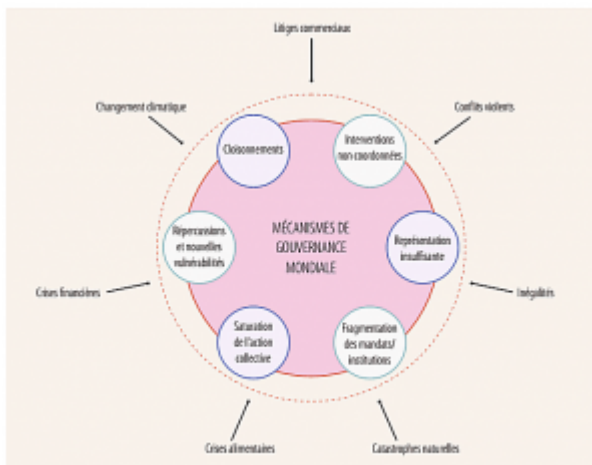 Litiges commerciaux
Changement climatique
Conflits violents
Cloisonnements
Interventions
non coordonnées
Répercussions
et nouvelles
vulnérabilités
MÉCANISMES DE
GOUVERNANCE
MONDIALE
Représentation
insuffisante
Crises financières
Inégalités
Saturation
de l'action
collective
Fragmentation
des mandats/
institutions
Crises alimentaires
Catastrophes naturelles